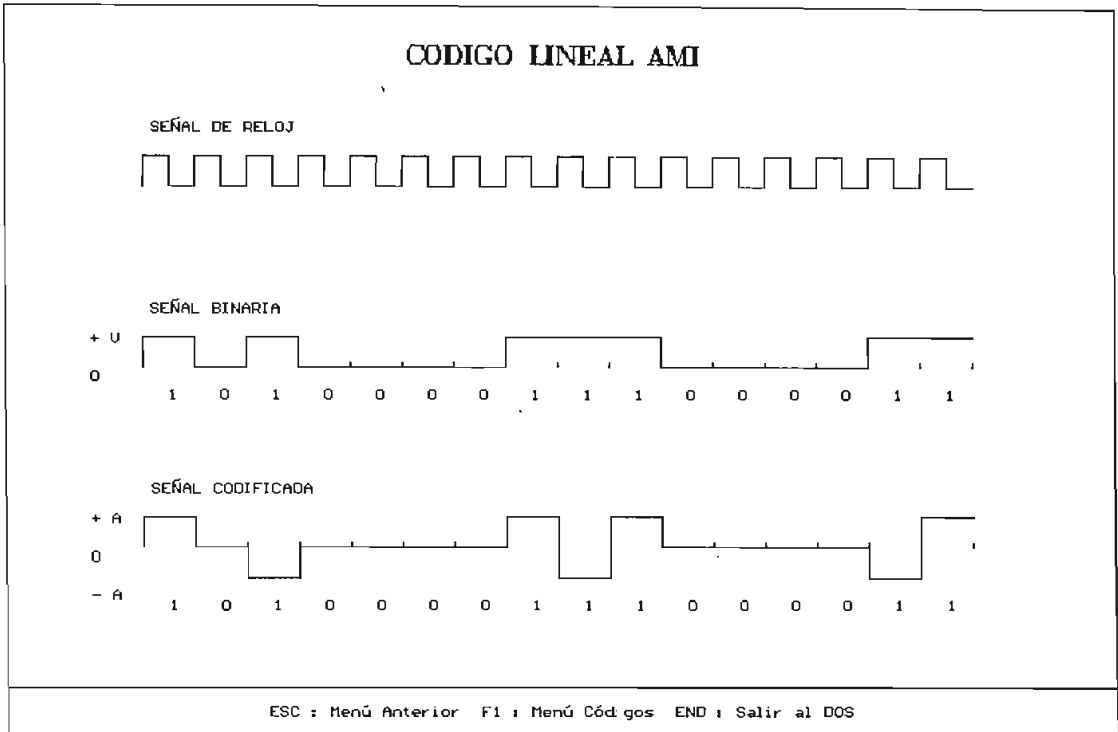 CODIGO LINEAL AMI
SEÑAL DE RELOJ
SEÑAL BINARIA
+ V
0
1 0 1 0 0 0 0 1 1 1 0 0 0 0 1 1
SEÑAL CODIFICADA
+ A
0
- A
1 0 1 0 0 0 0 1 1 1 0 0 0 0 1 1
ESC : Menú Anterior F1 : Menú Códigos END : Salir al DOS